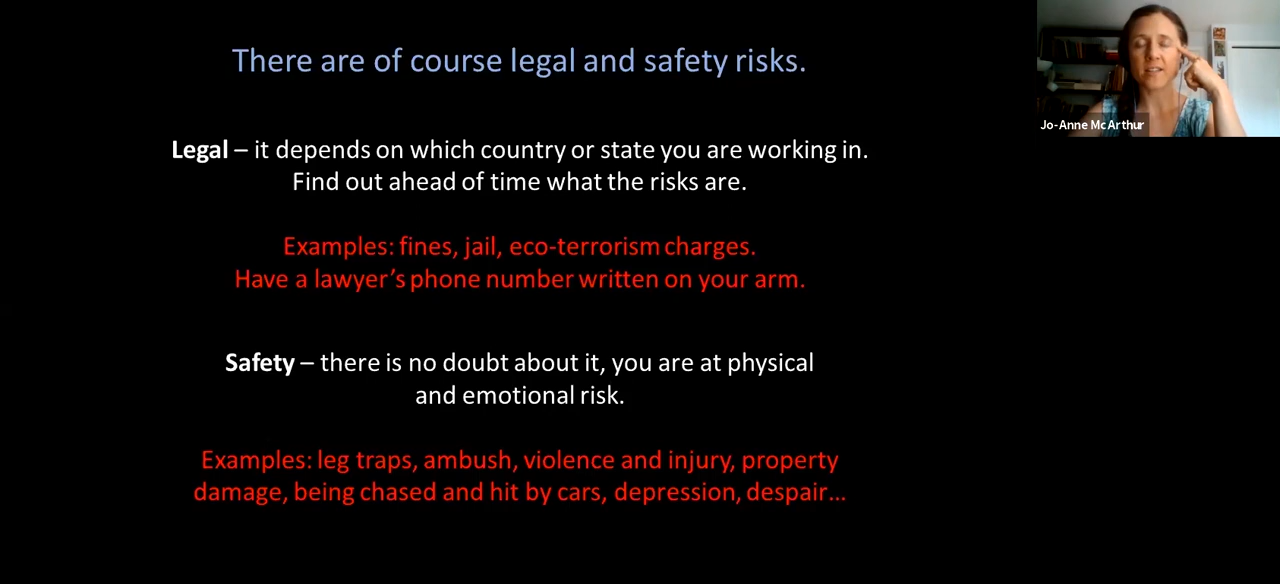 There are of course legal and safety risks.
Jo-Anne McArthur
Legal – it depends on which country or state you are working in.
Find out ahead of time what the risks are.
Examples: fines, jail, eco-terrorism charges.
Have a lawyer’s phone number written on your arm.
Safety – there is no doubt about it, you are at physical
and emotional risk.
Examples: leg traps, ambush, violence and injury, property
damage, being chased and hit by cars, depression, despair…